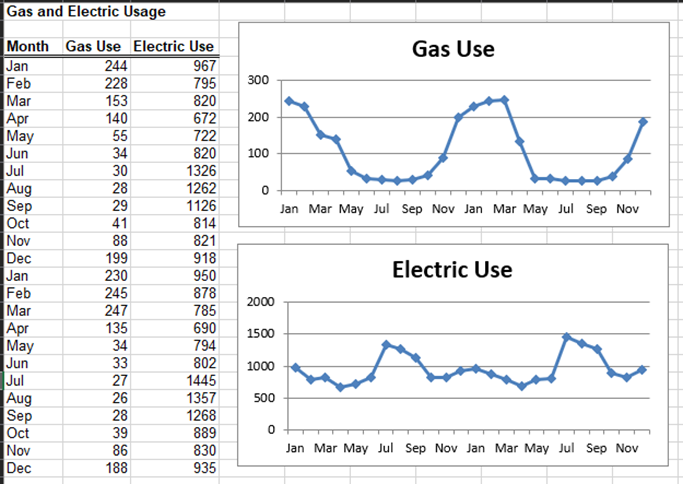 Gas and Electric Usage
Month Gas Use Electric Use
Jan 244 967
Feb 228 795
Mar 153 820
Apr 140 672
May 55 722
Jun 34 820
Jul 30 1326
Aug 28 1262
Sep 29 1126
Oct 41 814
Nov 88 821
Dec 199 918
Jan 230 950
Feb 245 878
Mar 247 785
Apr 135 690
May 34 794
Jun 33 802
Jul 27 1445
Aug 26 1357
Sep 28 1268
Oct 39 889
Nov 86 830
Dec 188 935
Gas Use
300
200
100
0
Jan Mar May Jul Sep Nov Jan Mar May Jul Sep Nov
Electric Use
2000
1500
1000
500
0
Jan Mar May Jul Sep Nov Jan Mar May Jul Sep Nov